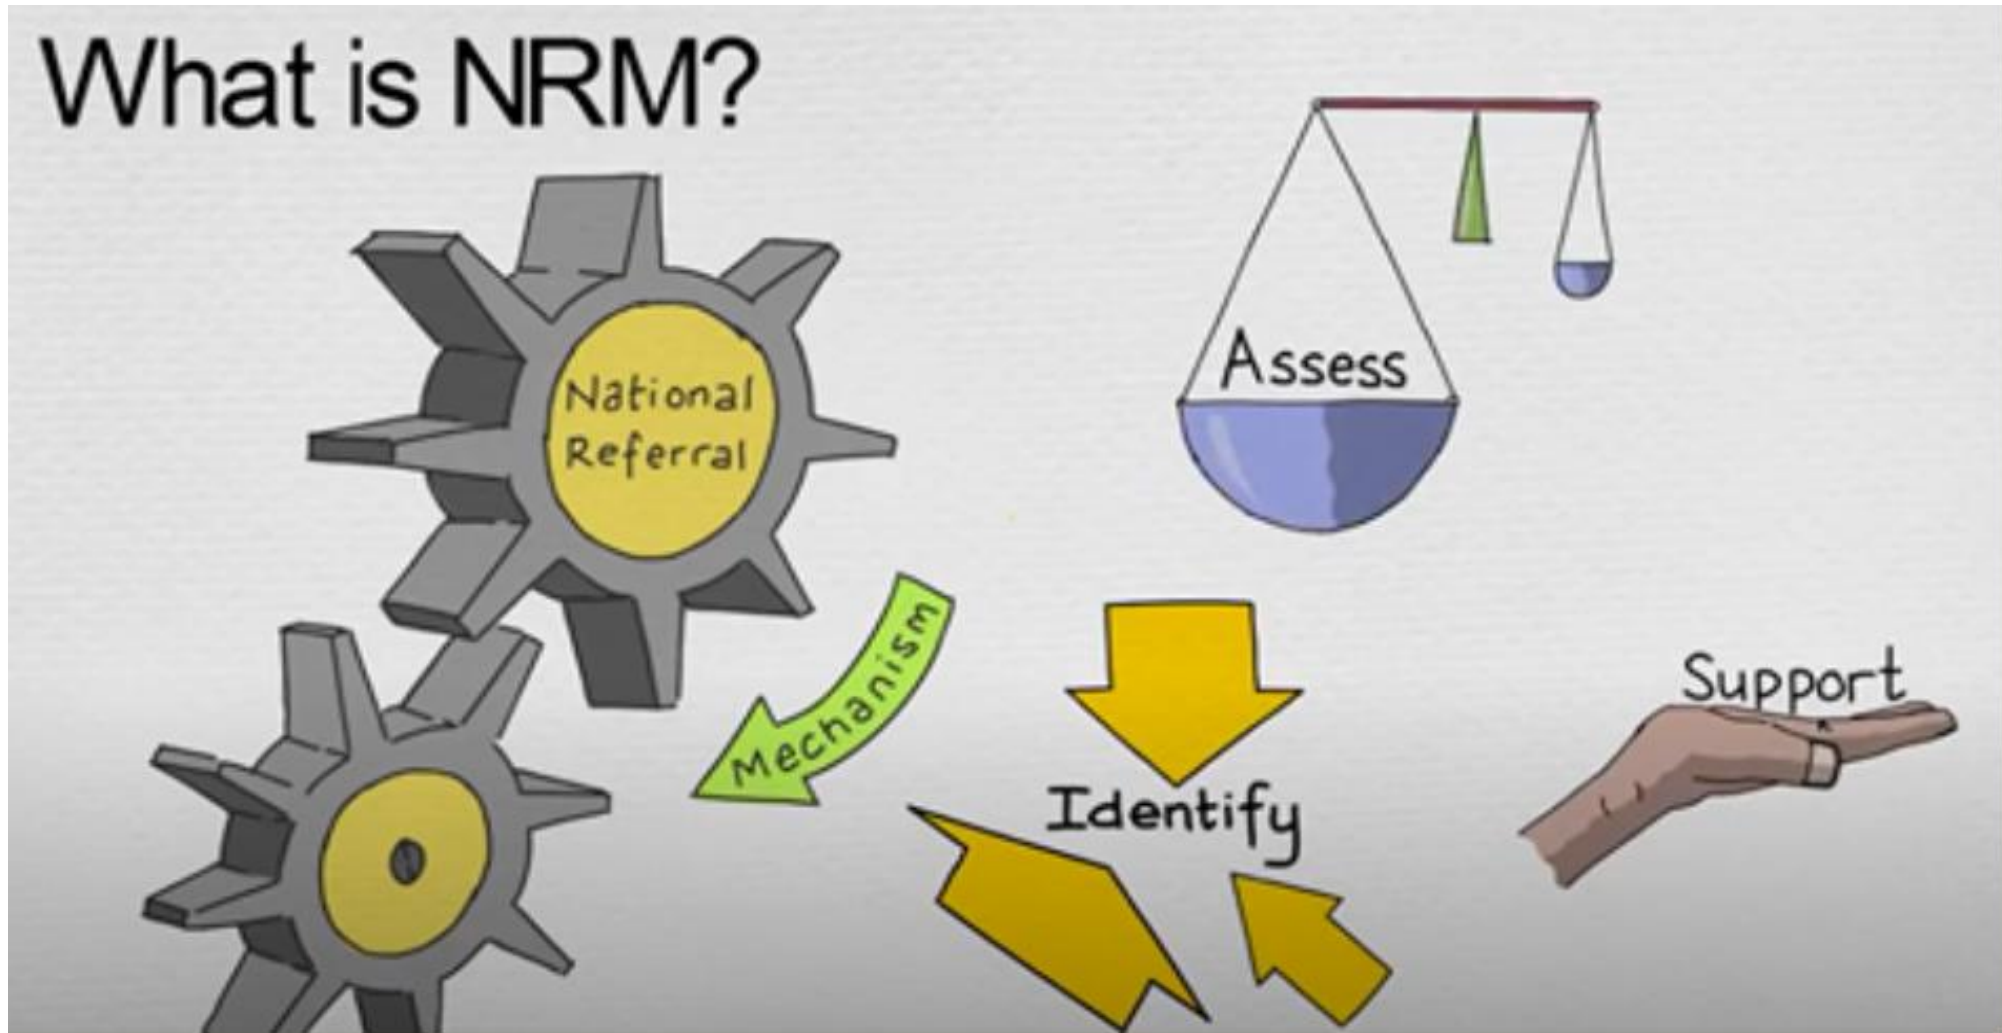 What is NRM?
National
Referral
Mechanism
Assess
Identify
Support